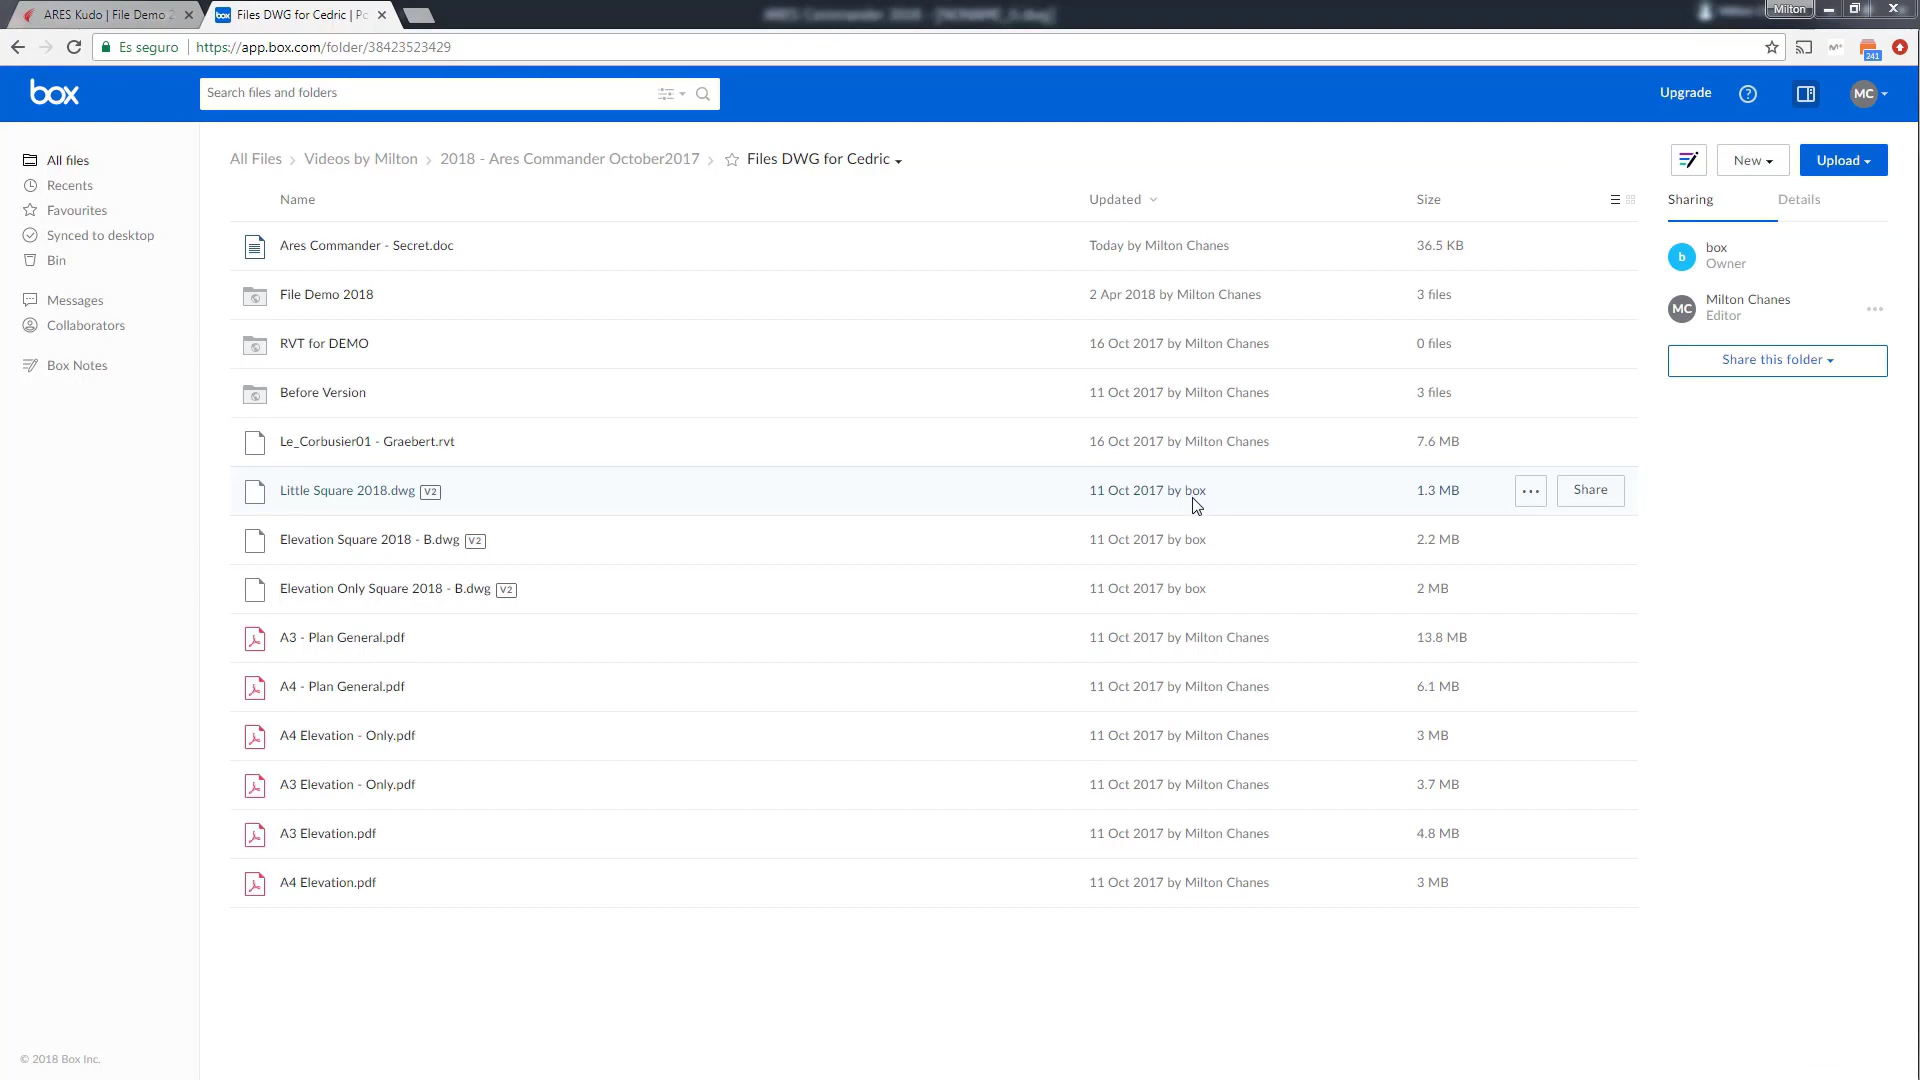 ARES Kudo | File Demo 2
Files DWG for Cedric | Po
ARES Commander 2018 - [NONAME_0.dwg]
Milton
Es seguro
https://app.box.com/folder/38423523429
241
box
Search files and folders
Upgrade
MC
All files
Recents
Favourites
Synced to desktop
Bin
Messages
Collaborators
Box Notes
All Files > Videos by Milton > 2018 - Ares Commander October2017 > Files DWG for Cedric
New
Upload
Name Updated Size
Sharing Details
Ares Commander - Secret.doc Today by Milton Chanes 36.5 KB
File Demo 2018 2 Apr 2018 by Milton Chanes 3 files
RVT for DEMO 16 Oct 2017 by Milton Chanes 0 files
Before Version 11 Oct 2017 by Milton Chanes 3 files
Le_Corbusier01 - Graebert.rvt 16 Oct 2017 by Milton Chanes 7.6 MB
Little Square 2018.dwg V2 11 Oct 2017 by box 1.3 MB ... Share
Elevation Square 2018 - B.dwg V2 11 Oct 2017 by box 2.2 MB
Elevation Only Square 2018 - B.dwg V2 11 Oct 2017 by box 2 MB
A3 - Plan General.pdf 11 Oct 2017 by Milton Chanes 13.8 MB
A4 - Plan General.pdf 11 Oct 2017 by Milton Chanes 6.1 MB
A4 Elevation - Only.pdf 11 Oct 2017 by Milton Chanes 3 MB
A3 Elevation - Only.pdf 11 Oct 2017 by Milton Chanes 3.7 MB
A3 Elevation.pdf 11 Oct 2017 by Milton Chanes 4.8 MB
A4 Elevation.pdf 11 Oct 2017 by Milton Chanes 3 MB
b
box
Owner
MC
Milton Chanes
Editor
Share this folder
© 2018 Box Inc.